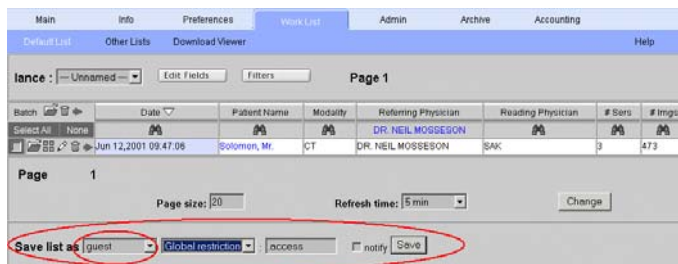 Main Info Preferences Work List Admin Archive Accounting
Default List Other Lists Download Viewer Help
lance : -- Unnamed -- Edit Fields Filters Page 1
Batch Date Patient Name Modality Referring Physician Reading Physician # Sers # Imgs
Select All None DR. NEIL MOSSESON
Jun 12,2001 09.47.06 Solomon, Mr. CT DR. NEIL MOSSESON SAK 3 473
Page 1
Page size: 20 Refresh time: 5 min Change
Save list as guest Global restriction : access notify Save